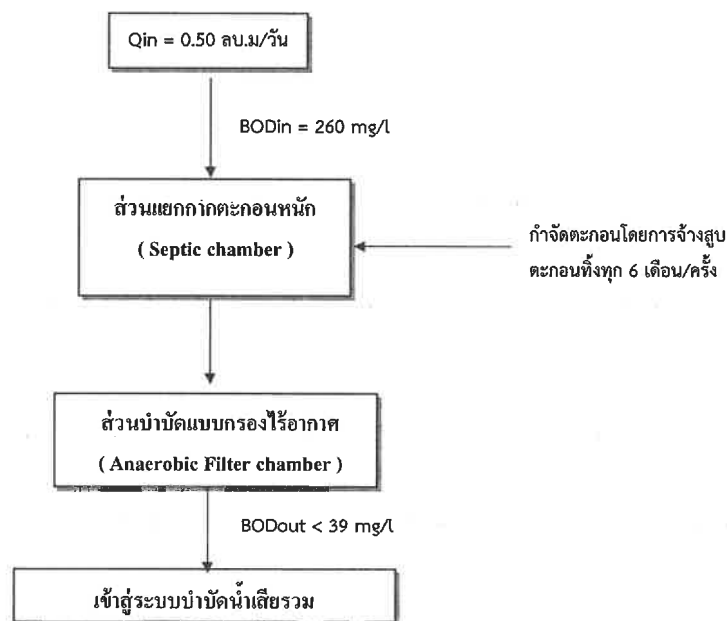 Qin = 0.50 ลบ.ม/วัน
BODin = 260 mg/l
ส่วนแยกกากตะกอนหนัก
( Septic chamber )
กำจัดตะกอนโดยการจ้างสูบ
ตะกอนทิ้งทุก 6 เดือน/ครั้ง
ส่วนบำบัดแบบกรองไร้อากาศ
( Anaerobic Filter chamber )
BODout < 39 mg/l
เข้าสู่ระบบบำบัดน้ำเสียรวม